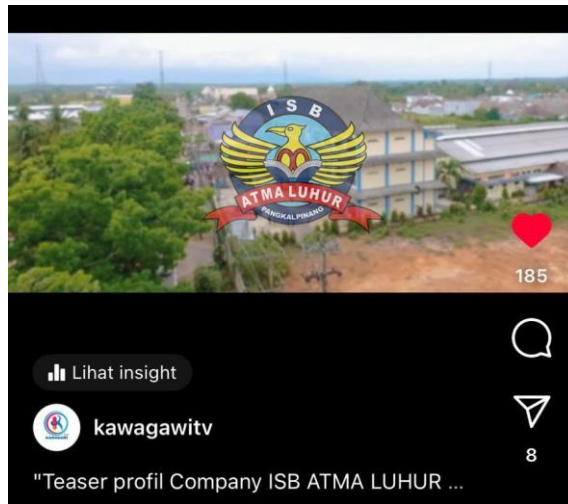 ISB
ATMA LUHUR
PANGKALPINANG
185
Lihat insight
kawagawitv
8
"Teaser profil Company ISB ATMA LUHUR ...